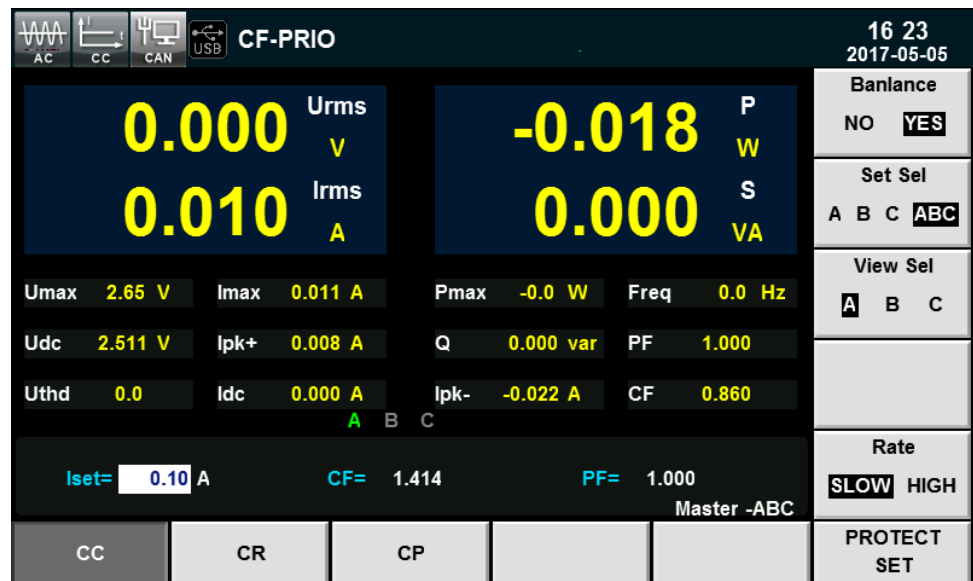 AC CC t CAN USB CF-PRIO 16 23
2017-05-05
0.000 Urms V -0.018 P W
0.010 Irms A 0.000 S VA
Umax 2.65 V Imax 0.011 A Pmax -0.0 W Freq 0.0 Hz
Udc 2.511 V Ipk+ 0.008 A Q 0.000 var PF 1.000
Uthd 0.0 Idc 0.000 A Ipk- -0.022 A CF 0.860
A B C
Iset= 0.10 A CF= 1.414 PF= 1.000
Master -ABC
Banlance
NO YES
Set Sel
A B C ABC
View Sel
A B C
Rate
SLOW HIGH
CC CR CP PROTECT
SET